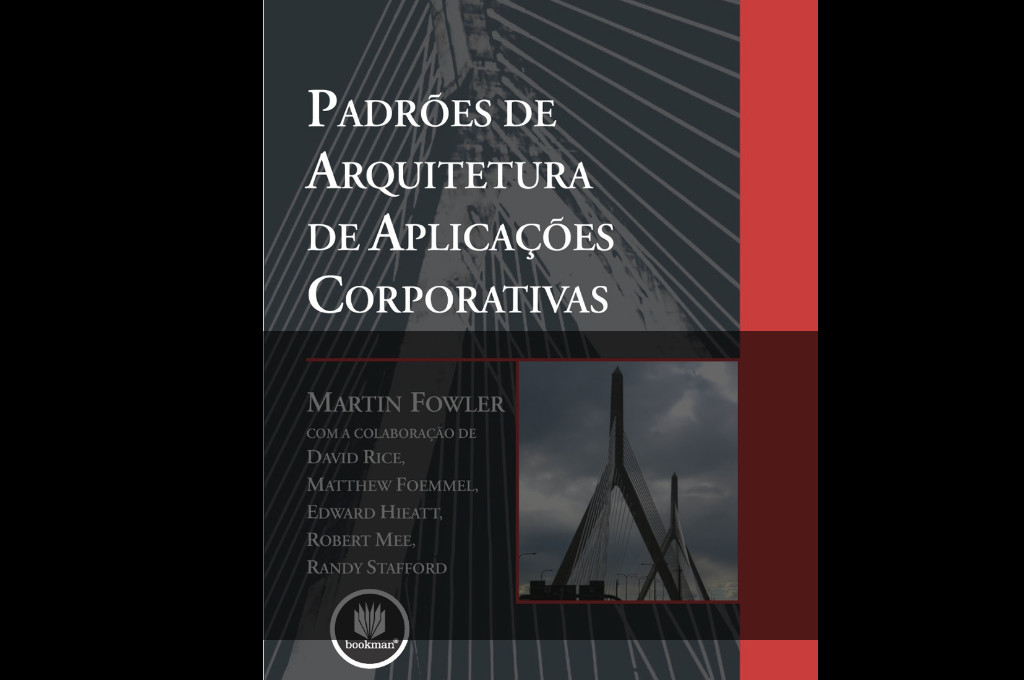 PADRÕES DE
ARQUITETURA
DE APLICAÇÕES
CORPORATIVAS
MARTIN FOWLER
COM A COLABORAÇÃO DE
DAVID RICE,
MATTHEW FOEMMEL,
EDWARD HIEATT,
ROBERT MEE,
RANDY STAFFORD
bookman®